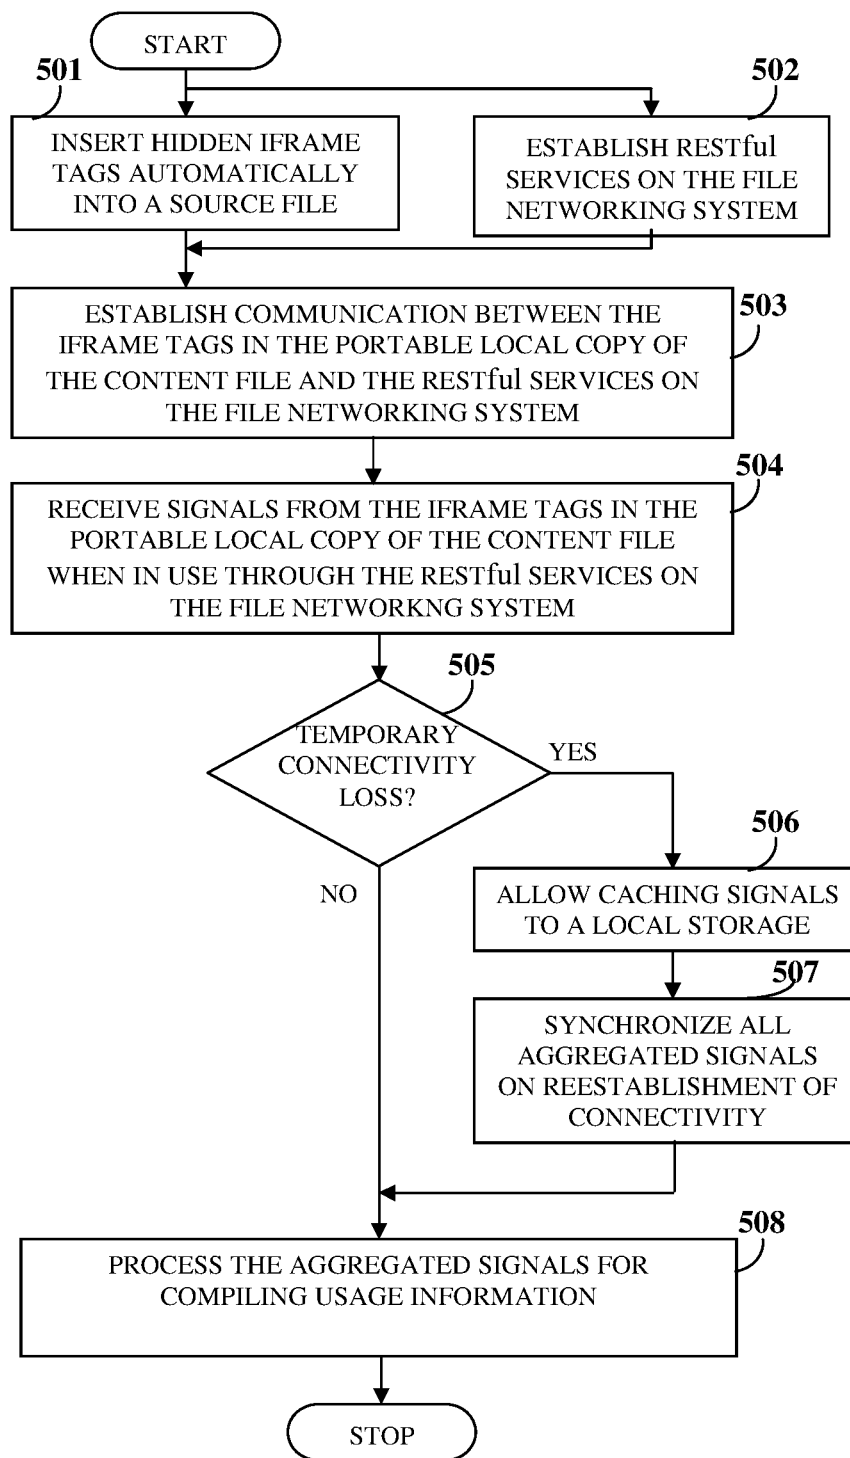 START
501
502
INSERT HIDDEN IFRAME
TAGS AUTOMATICALLY
INTO A SOURCE FILE
ESTABLISH RESTful
SERVICES ON THE FILE
NETWORKING SYSTEM
503
ESTABLISH COMMUNICATION BETWEEN THE
IFRAME TAGS IN THE PORTABLE LOCAL COPY OF
THE CONTENT FILE AND THE RESTful SERVICES ON
THE FILE NETWORKING SYSTEM
504
RECEIVE SIGNALS FROM THE IFRAME TAGS IN THE
PORTABLE LOCAL COPY OF THE CONTENT FILE
WHEN IN USE THROUGH THE RESTful SERVICES ON
THE FILE NETWORKNG SYSTEM
505
TEMPORARY
CONNECTIVITY
LOSS?
YES
NO
506
ALLOW CACHING SIGNALS
TO A LOCAL STORAGE
507
SYNCHRONIZE ALL
AGGREGATED SIGNALS
ON REESTABLISHMENT OF
CONNECTIVITY
508
PROCESS THE AGGREGATED SIGNALS FOR
COMPILING USAGE INFORMATION
STOP